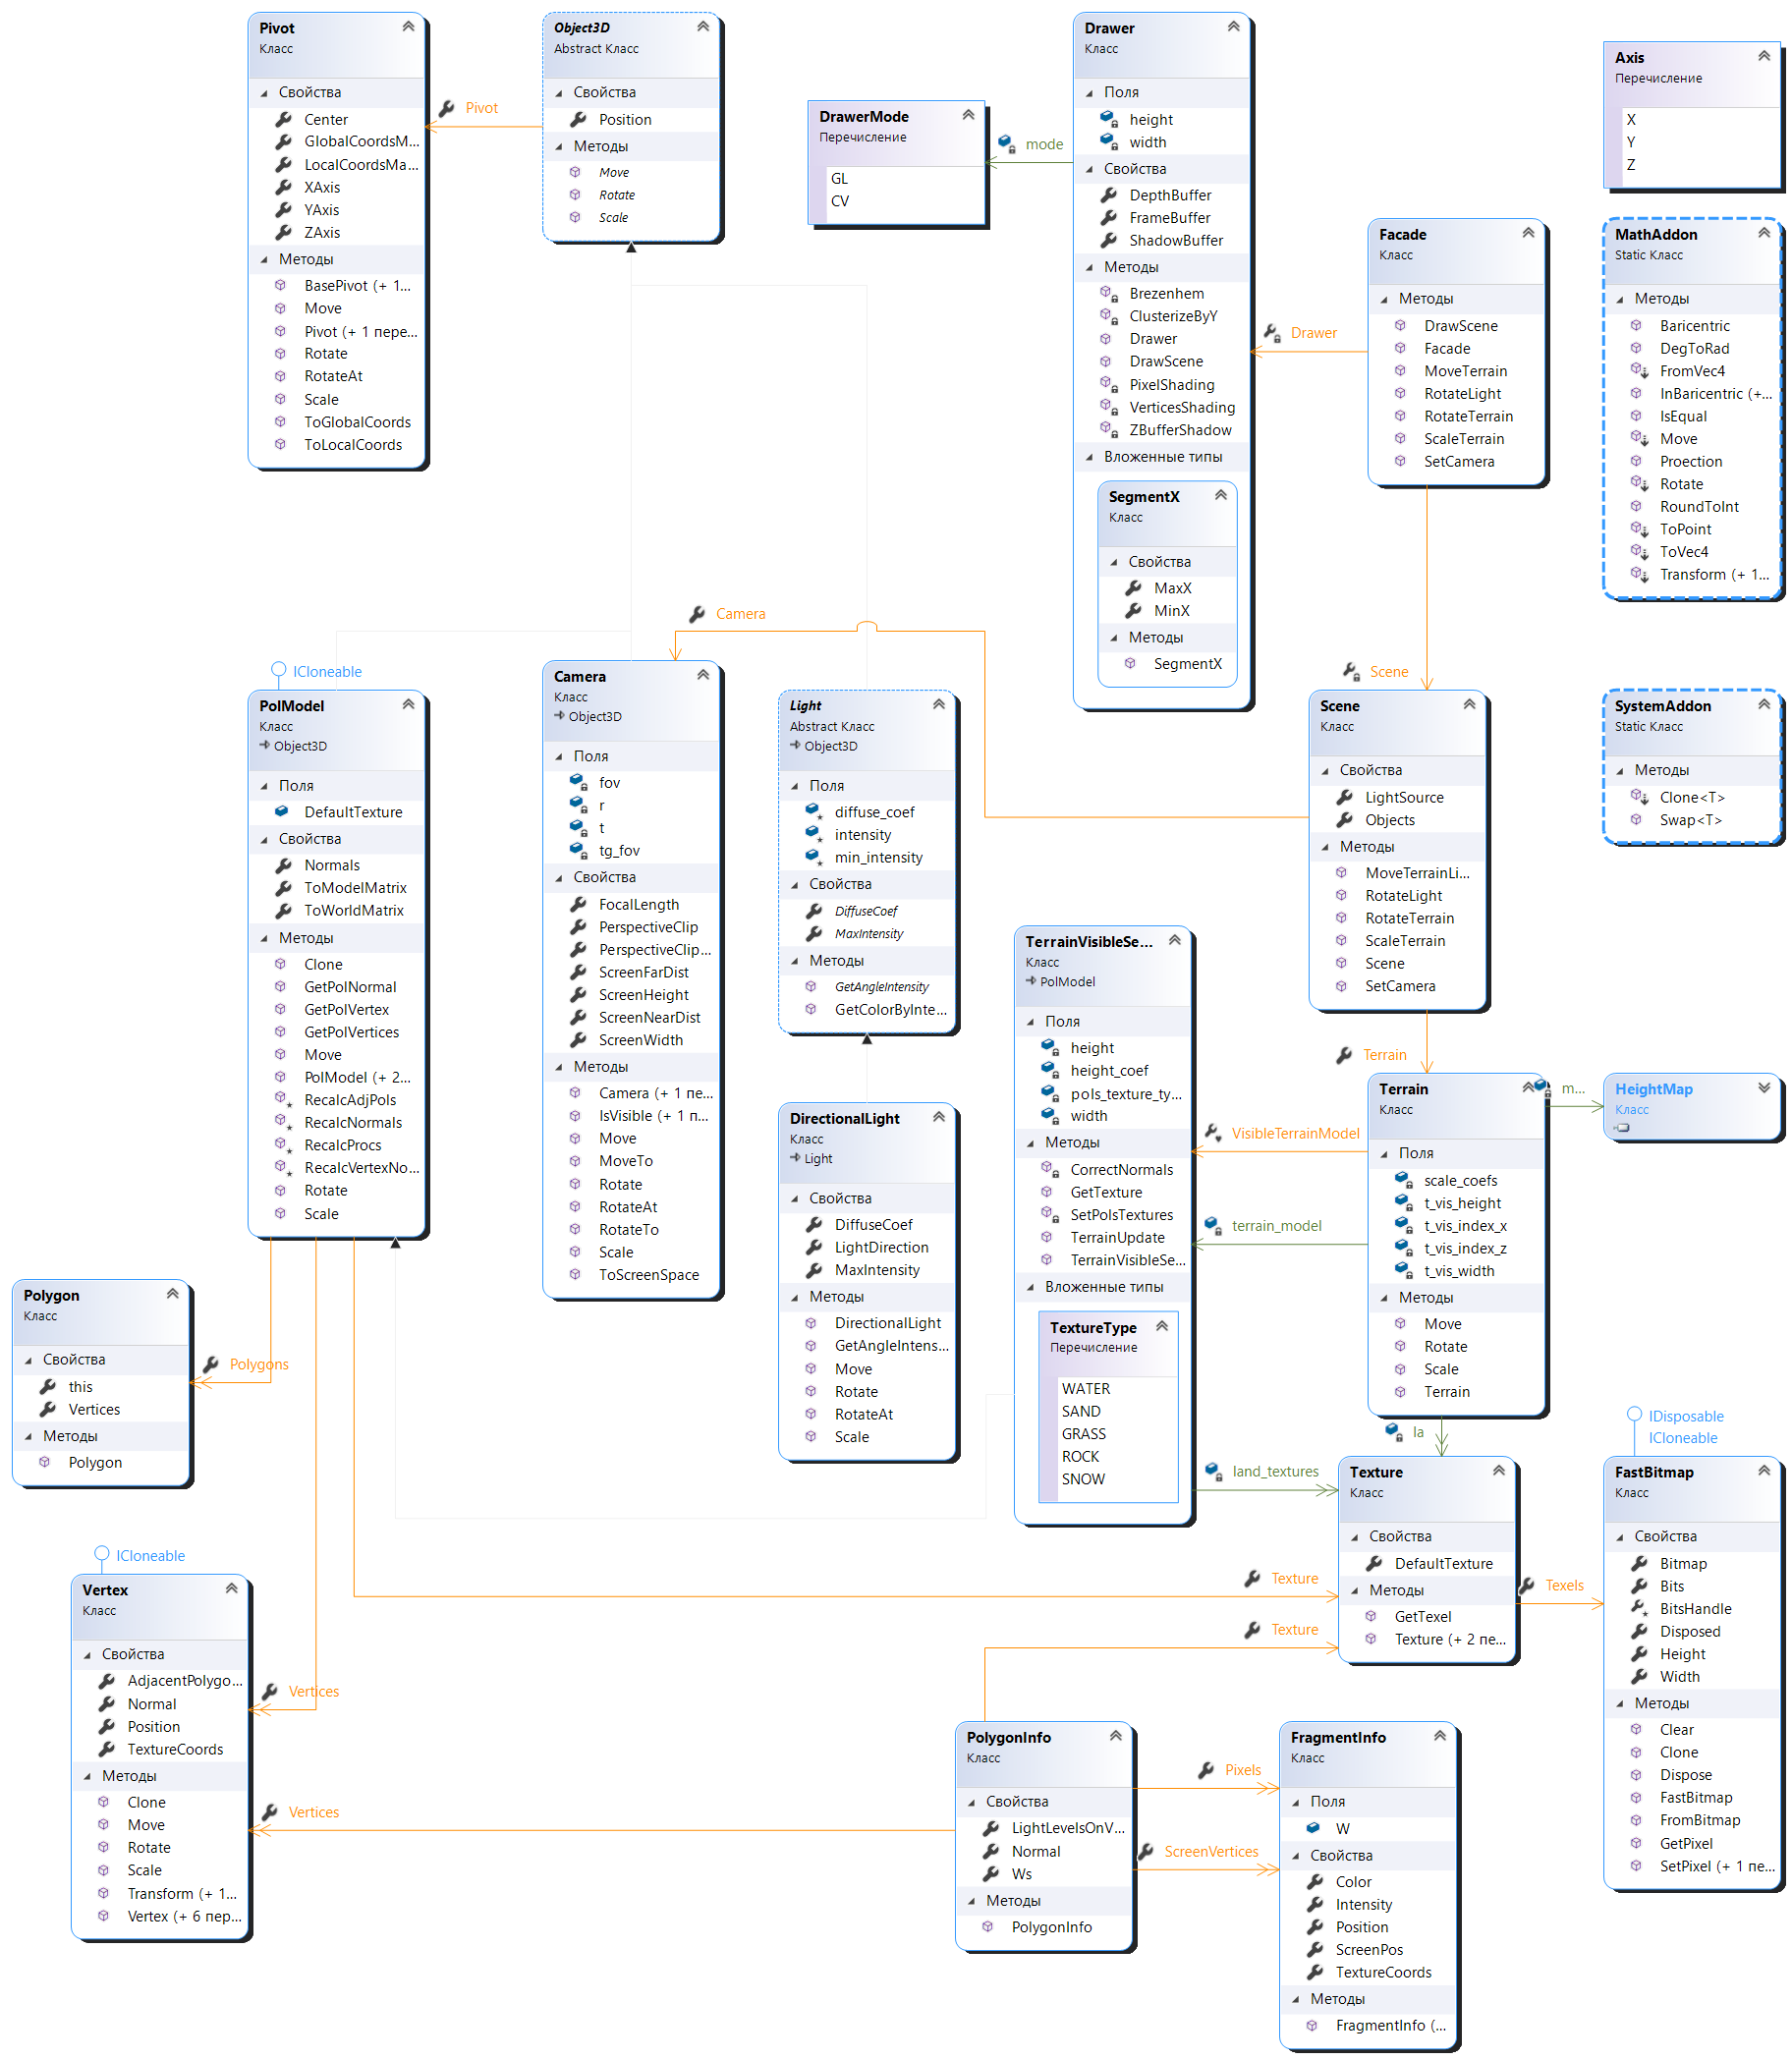 Pivot
Класс
Свойства
Center
GlobalCoordsM...
LocalCoordsMa...
XAxis
YAxis
ZAxis
Методы
BasePivot (+ 1...
Move
Pivot (+ 1 пере...
Rotate
RotateAt
Scale
ToGlobalCoords
ToLocalCoords
Pivot
Object3D
Abstract Класс
Свойства
Position
Методы
Move
Rotate
Scale
DrawerMode
Перечисление
GL
CV
mode
Drawer
Класс
Поля
height
width
Свойства
DepthBuffer
FrameBuffer
ShadowBuffer
Методы
Brezenhem
ClusterizeByY
Drawer
DrawScene
PixelShading
VerticesShading
ZBufferShadow
Вложенные типы
SegmentX
Класс
Свойства
MaxX
MinX
Методы
SegmentX
Drawer
Facade
Класс
Методы
DrawScene
Facade
MoveTerrain
RotateLight
RotateTerrain
ScaleTerrain
SetCamera
Axis
Перечисление
X
Y
Z
MathAddon
Static Класс
Методы
Baricentric
DegToRad
FromVec4
InBaricentric (+...
IsEqual
Move
Proection
Rotate
RoundToInt
ToPoint
ToVec4
Transform (+ 1...
Camera
Scene
ICloneable
PolModel
Класс
Object3D
Поля
DefaultTexture
Свойства
Normals
ToModelMatrix
ToWorldMatrix
Методы
Clone
GetPolNormal
GetPolVertex
GetPolVertices
Move
PolModel (+ 2...
RecalcAdjPols
RecalcNormals
RecalcProcs
RecalcVertexNo...
Rotate
Scale
Camera
Класс
Object3D
Поля
fov
r
t
tg_fov
Свойства
FocalLength
PerspectiveClip
PerspectiveClip...
ScreenFarDist
ScreenHeight
ScreenNearDist
ScreenWidth
Методы
Camera (+ 1 пе...
IsVisible (+ 1 п...
Move
MoveTo
Rotate
RotateAt
RotateTo
Scale
ToScreenSpace
Light
Abstract Класс
Object3D
Поля
diffuse_coef
intensity
min_intensity
Свойства
DiffuseCoef
MaxIntensity
Методы
GetAngleIntensity
GetColorByInte...
DirectionalLight
Класс
Light
Свойства
DiffuseCoef
LightDirection
MaxIntensity
Методы
DirectionalLight
GetAngleIntens...
Move
Rotate
RotateAt
Scale
Scene
Класс
Свойства
LightSource
Objects
Методы
MoveTerrainLi...
RotateLight
RotateTerrain
ScaleTerrain
Scene
SetCamera
SystemAddon
Static Класс
Методы
Clone<T>
Swap<T>
TerrainVisibleSe...
Класс
PolModel
Поля
height
height_coef
pols_texture_ty...
width
Методы
CorrectNormals
GetTexture
SetPolsTextures
TerrainUpdate
TerrainVisibleSe...
Вложенные типы
TextureType
Перечисление
WATER
SAND
GRASS
ROCK
SNOW
Terrain
VisibleTerrainModel
terrain_model
Terrain
Класс
Поля
scale_coefs
t_vis_height
t_vis_index_x
t_vis_index_z
t_vis_width
Методы
Move
Rotate
Scale
Terrain
m...
HeightMap
Класс
la
land_textures
Polygon
Класс
Свойства
this
Vertices
Методы
Polygon
Polygons
Texture
Класс
Свойства
DefaultTexture
Методы
GetTexel
Texture (+ 2 пе...
Texture
Texture
Texels
IDisposable
ICloneable
FastBitmap
Класс
Свойства
Bitmap
Bits
BitsHandle
Disposed
Height
Width
Методы
Clear
Clone
Dispose
FastBitmap
FromBitmap
GetPixel
SetPixel (+ 1 пе...
ICloneable
Vertex
Класс
Свойства
AdjacentPolygo...
Normal
Position
TextureCoords
Методы
Clone
Move
Rotate
Scale
Transform (+ 1...
Vertex (+ 6 пер...
Vertices
Vertices
PolygonInfo
Класс
Свойства
LightLevelsOnV...
Normal
Ws
Методы
PolygonInfo
Pixels
ScreenVertices
FragmentInfo
Класс
Поля
W
Свойства
Color
Intensity
Position
ScreenPos
TextureCoords
Методы
FragmentInfo (...